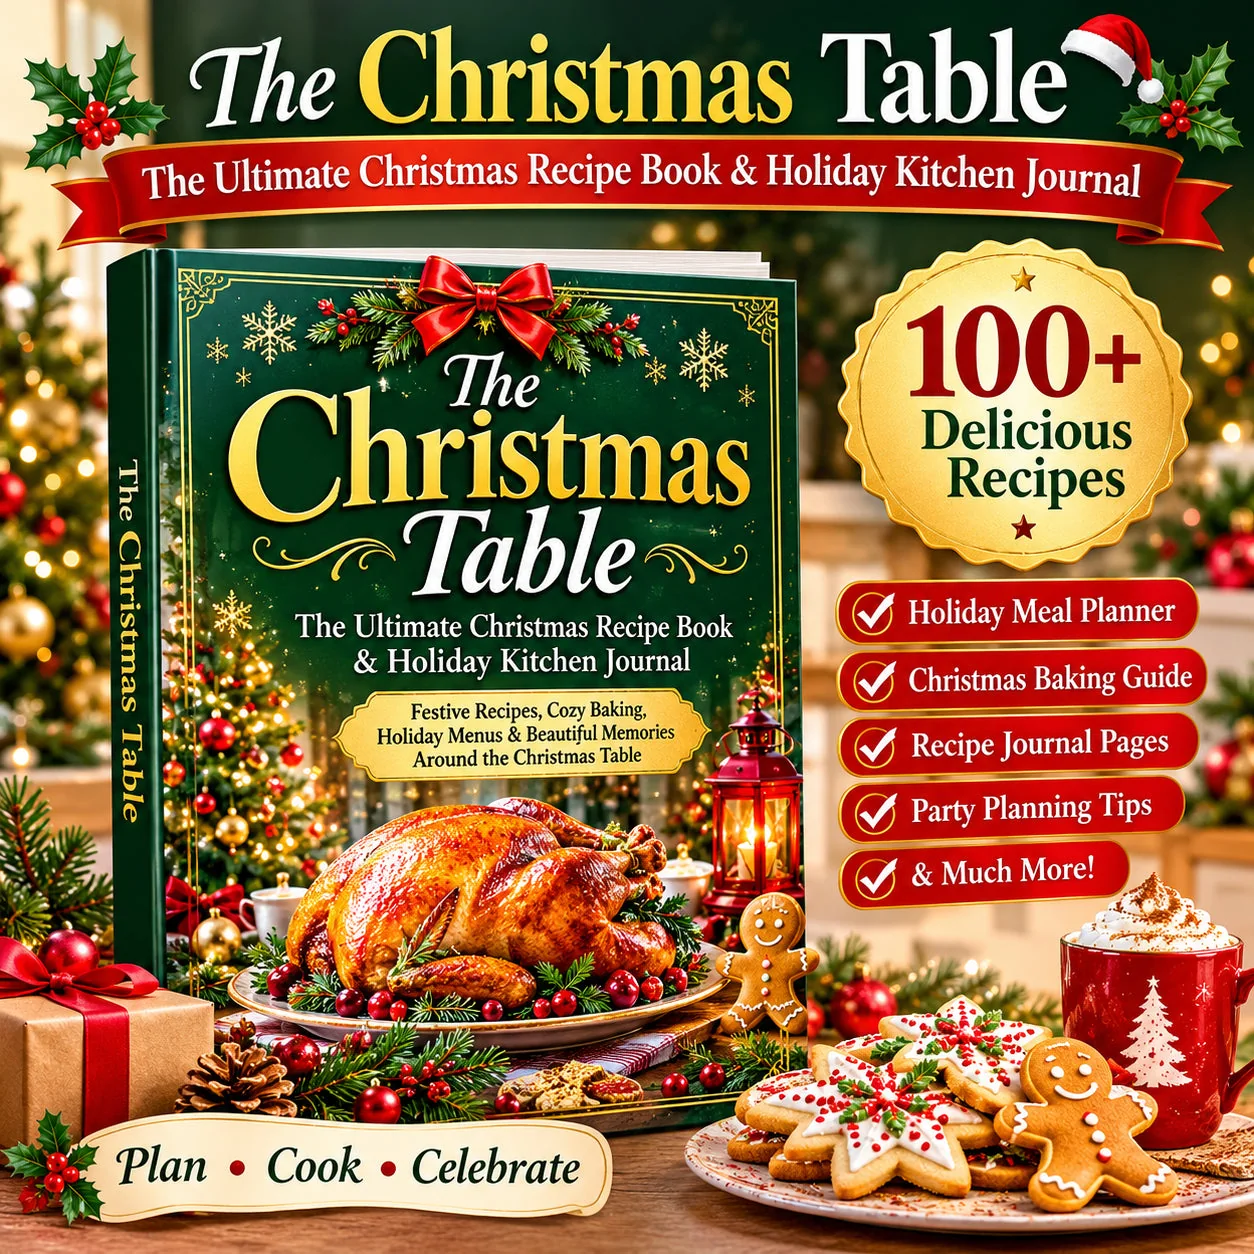 The Christmas Table
The Ultimate Christmas Recipe Book & Holiday Kitchen Journal
The
Christmas
Table
The Ultimate Christmas Recipe Book
& Holiday Kitchen Journal
Festive Recipes, Cozy Baking,
Holiday Menus & Beautiful Memories
Around the Christmas Table
The Christmas Table
100+
Delicious
Recipes
Holiday Meal Planner
Christmas Baking Guide
Recipe Journal Pages
Party Planning Tips
& Much More!
Plan • Cook • Celebrate